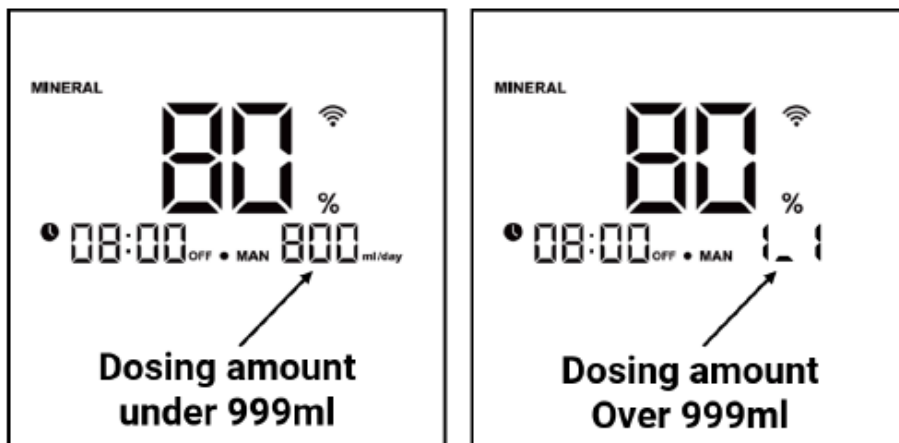 MINERAL
80
%
08:00 OFF • MAN 800 ml/day
Dosing amount
under 999ml
MINERAL
80
%
08:00 OFF • MAN 1_1
Dosing amount
Over 999ml